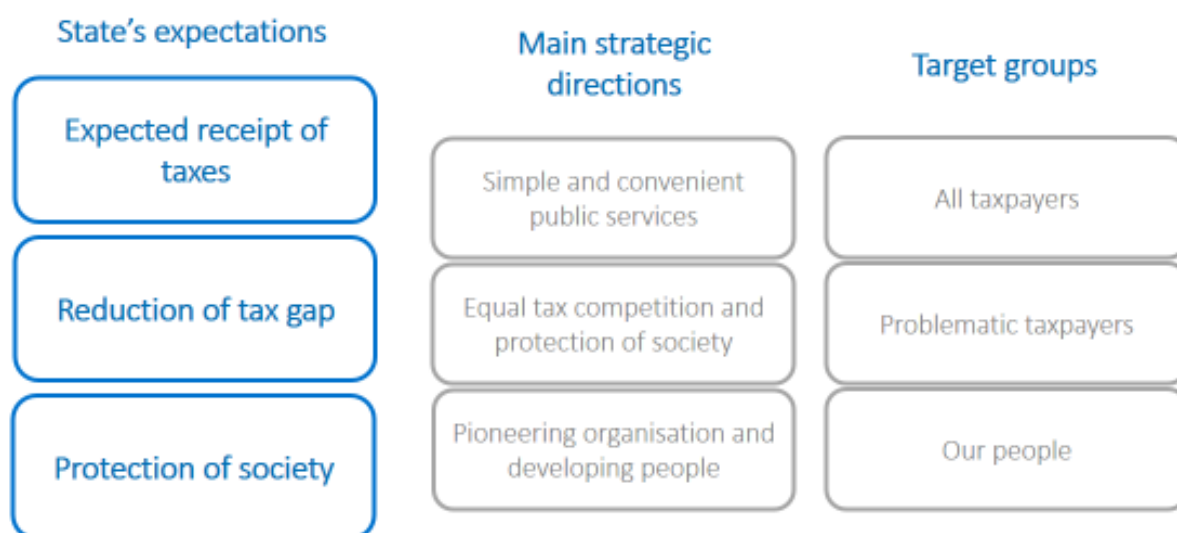 State's expectations
Expected receipt of
taxes
Reduction of tax gap
Protection of society
Main strategic
directions
Simple and convenient
public services
Equal tax competition and
protection of society
Pioneering organisation and
developing people
Target groups
All taxpayers
Problematic taxpayers
Our people